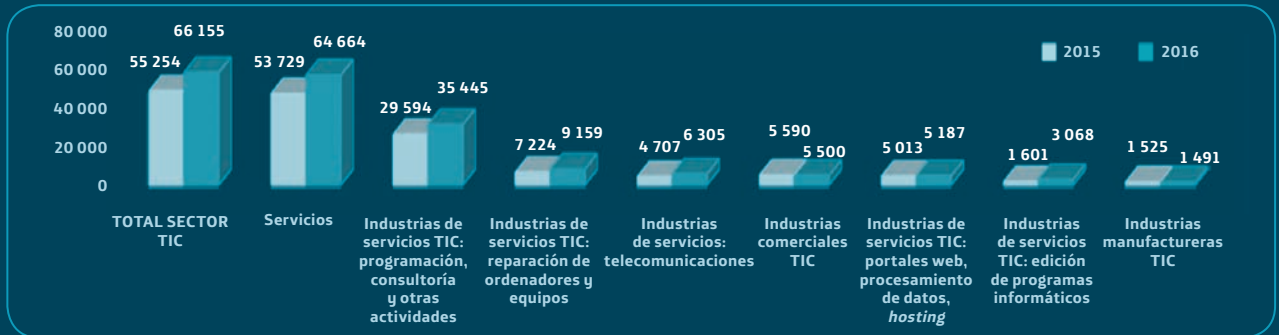 80 000
60 000
40 000
20 000
0
2015
2016
55 254
66 155
53 729
64 664
29 594
35 445
7 224
9 159
4 707
6 305
5 590
5 500
5 013
5 187
1 601
3 068
1 525
1 491
TOTAL SECTOR
TIC
Servicios
Industrias de
servicios TIC:
programación,
consultoría
y otras
actividades
Industrias de
servicios TIC:
reparación de
ordenadores y
equipos
Industrias
de servicios:
telecomunicaciones
Industrias
comerciales
TIC
Industrias de
servicios TIC:
portales web,
procesamiento
de datos,
hosting
Industrias
de servicios
TIC: edición
de programas
informáticos
Industrias
manufactureras
TIC